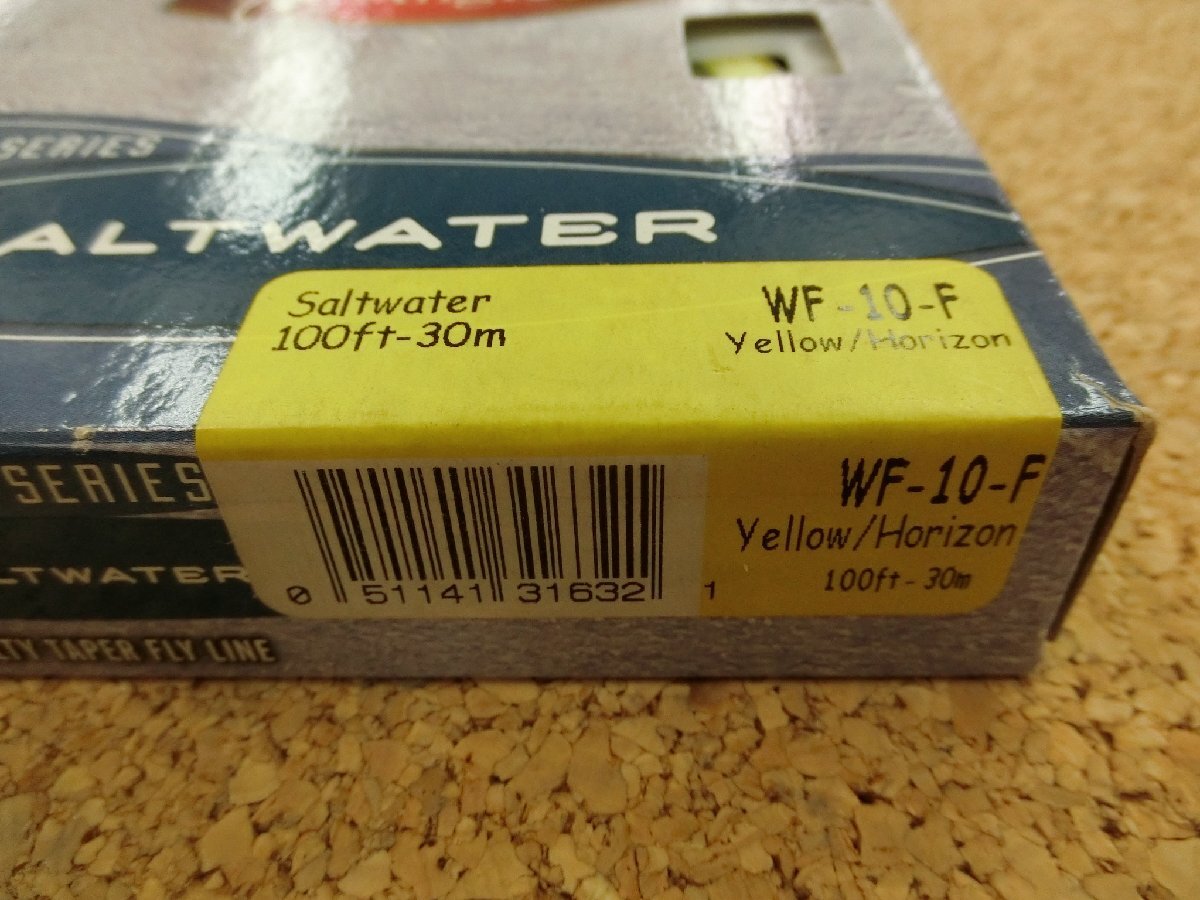 SERIES
ALTWATER
Saltwater
100ft-30m
WF-10-F
Yellow/Horizon
SERIES
LTWATER
LTY TAPER FLY LINE
0 51141 31632 1
WF-10-F
Yellow/Horizon
100ft-30m